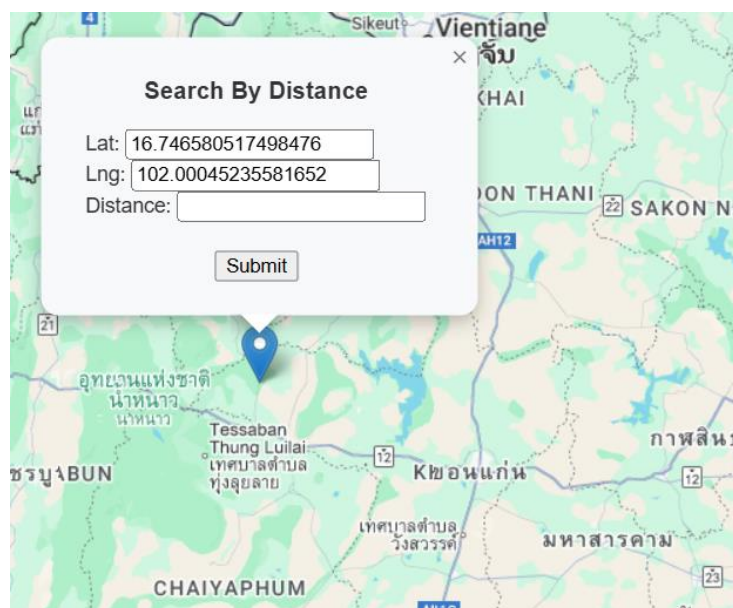 4
Sikeut
Vientiane
จັນ
×
Search By Distance
KHAI
Lat: 16.746580517498476
Lng: 102.00045235581652
Distance:
DON THANI
22
SAKON N
AH12
Submit
21
อุทยานแห่งชาติ
น้ำหนาว
นาหนาว
Tessaban
Thung Luilai
เทศบาลตำบล
ทุ่งลุยลาย
12
ขอนแก่น
กาฬสินธ
12
BUN
เทศบาลตำบล
วังสวรรค์
มหาสารคาม
23
CHAIYAPHUM